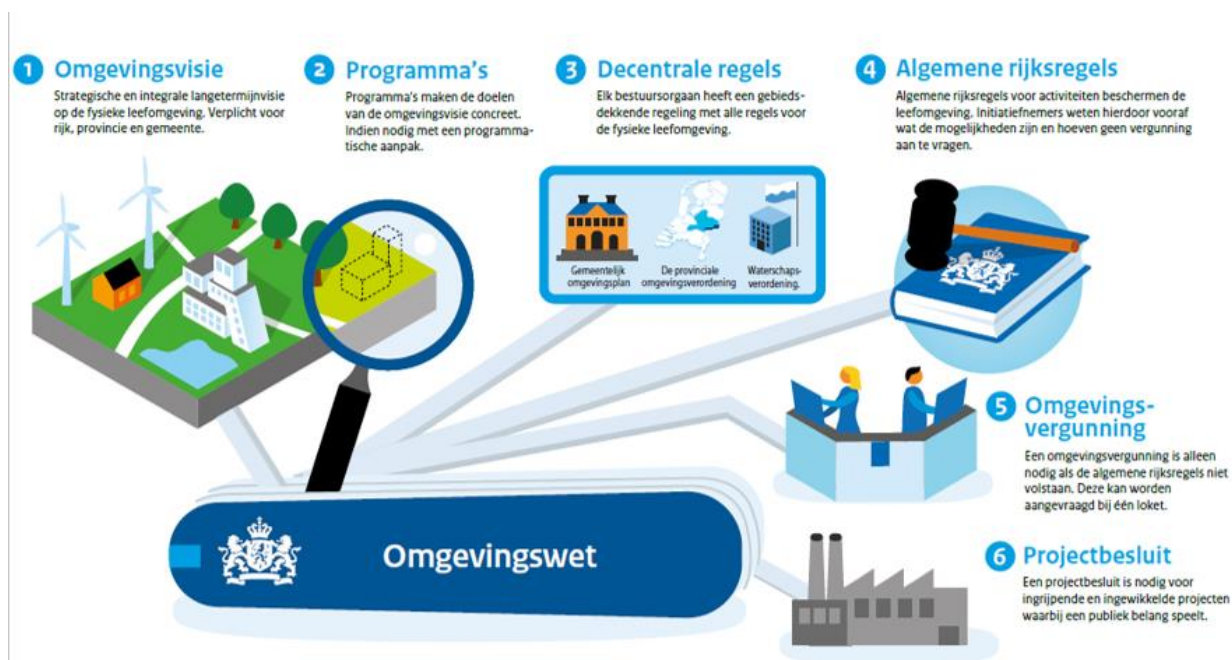 1 Omgevingsvisie
Strategische en integrale langetermijnvisie
op de fysieke leefomgeving. Verplicht voor
rijk, provincie en gemeente.
2 Programma's
Programma's maken de doelen
van de omgevingsvisie concreet.
Indien nodig met een programma-
tische aanpak.
3 Decentrale regels
Elk bestuursorgaan heeft een gebieds-
dekkende regeling met alle regels voor
de fysieke leefomgeving.
Gemeentelijk
omgevingsplan
De provinciale
omgevingsverordening
Waterschaps-
verordening.
4 Algemene rijksregels
Algemene rijksregels voor activiteiten beschermen de
leefomgeving. Initiatiefnemers weten hierdoor vooraf
wat de mogelijkheden zijn en hoeven geen vergunning
aan te vragen.
5 Omgevings-
vergunning
Een omgevingsvergunning is alleen
nodig als de algemene rijksregels niet
volstaan. Deze kan worden
aangevraagd bij één loket.
6 Projectbesluit
Een projectbesluit is nodig voor
ingrijpende en ingewikkelde projecten
waarbij een publiek belang speelt.
Omgevingswet